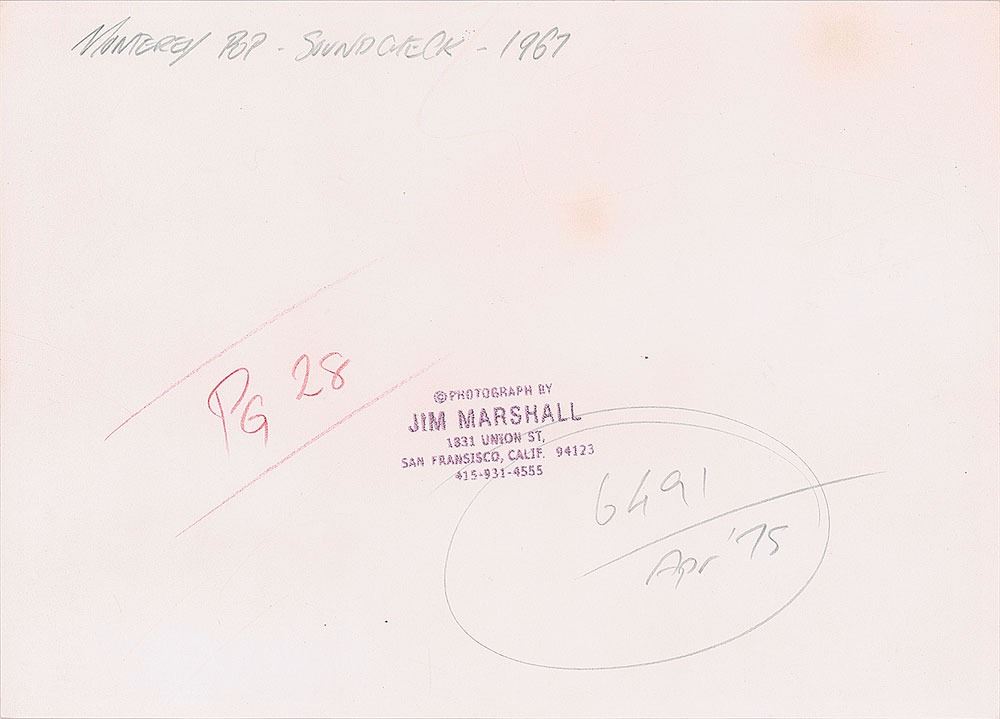 MONTEREY POP - SOUNDCHECK - 1967
PG 28
© PHOTOGRAPH BY
JIM MARSHALL
1831 UNION ST,
SAN FRANSISCO, CALIF. 94123
415-931-4555
6491
Apr '75